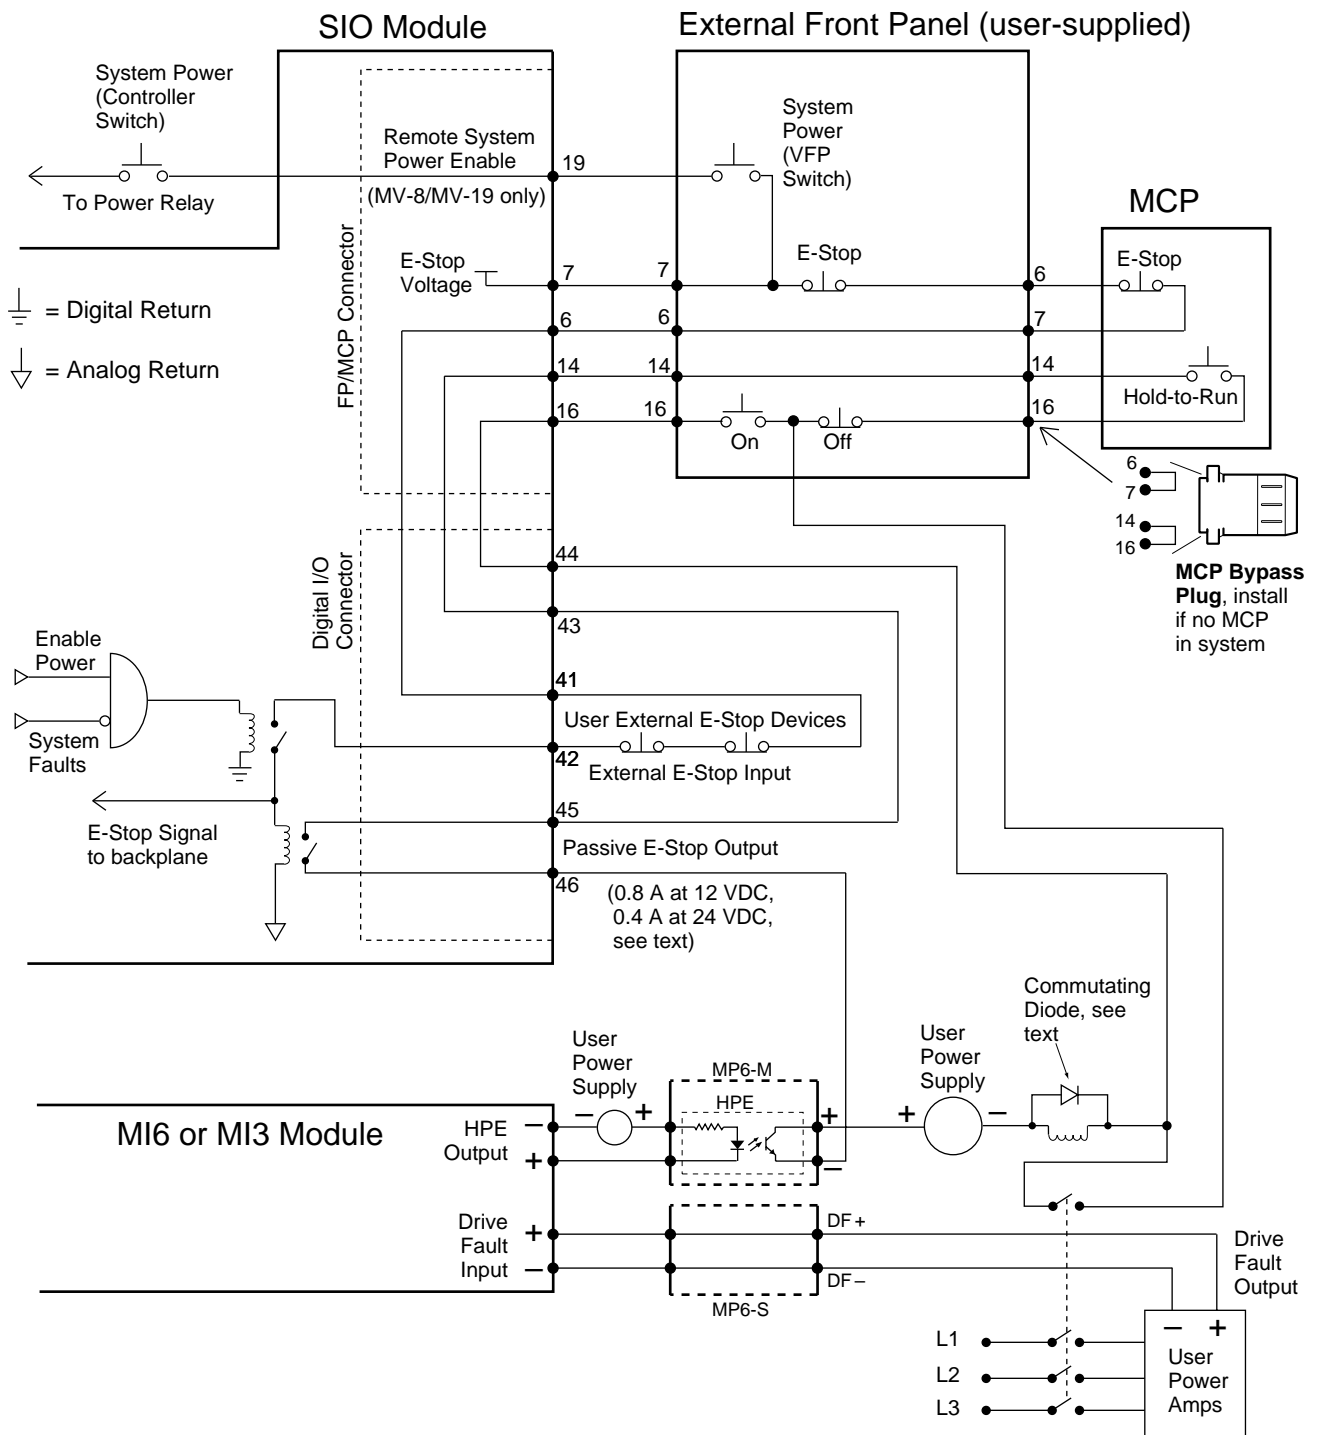 SIO Module
External Front Panel (user-supplied)
System Power
(Controller
Switch)
To Power Relay
Remote System
Power Enable
(MV-8/MV-19 only)
19
System
Power
(VFP
Switch)
MCP
E-Stop
Voltage
7
7
E-Stop
6
E-Stop
6
6
7
14
14
14
Hold-to-Run
16
16
On
Off
16
= Digital Return
= Analog Return
FP/MCP Connector
6
7
14
16
MCP Bypass
Plug, install
if no MCP
in system
Digital I/O
Connector
44
43
41
Enable
Power
System
Faults
User External E-Stop Devices
42
External E-Stop Input
E-Stop Signal
to backplane
45
Passive E-Stop Output
46
(0.8 A at 12 VDC,
0.4 A at 24 VDC,
see text)
Commutating
Diode, see
text
User
Power
Supply
User
Power
Supply
MP6-M
HPE
MI6 or MI3 Module
HPE
Output
–
+
–
+
+
–
+
–
Drive
Fault
Input
+
–
DF+
DF–
MP6-S
Drive
Fault
Output
– +
User
Power
Amps
L1
L2
L3